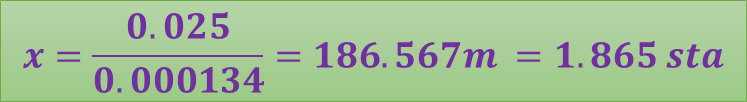 x = 0.025 / 0.000134 = 186.567m = 1.865 sta